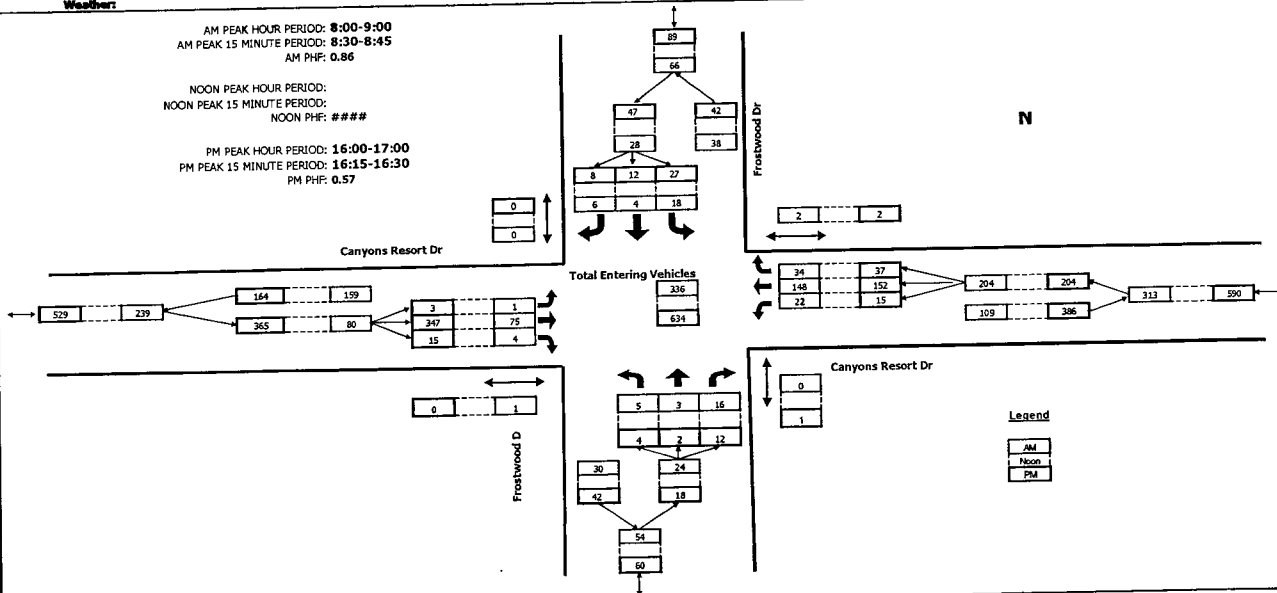 Weather:
AM PEAK HOUR PERIOD: 8:00-9:00
AM PEAK 15 MINUTE PERIOD: 8:30-8:45
AM PHF: 0.86
NOON PEAK HOUR PERIOD:
NOON PEAK 15 MINUTE PERIOD:
NOON PHF: ####
PM PEAK HOUR PERIOD: 16:00-17:00
PM PEAK 15 MINUTE PERIOD: 16:15-16:30
PM PHF: 0.57
89
66
47 42
28 38
8 12 27
6 4 18
Frostwood Dr
N
0
0
2 2
Canyons Resort Dr
Total Entering Vehicles
336
634
529 239
164 159
365 80
3 1
347 75
15 4
34 37
148 152
22 15
204 204
109 386
313 590
Canyons Resort Dr
0
1
0 1
Frostwood D
5 3 16
4 2 12
30 24
42 18
54
60
Legend
AM
Noon
PM